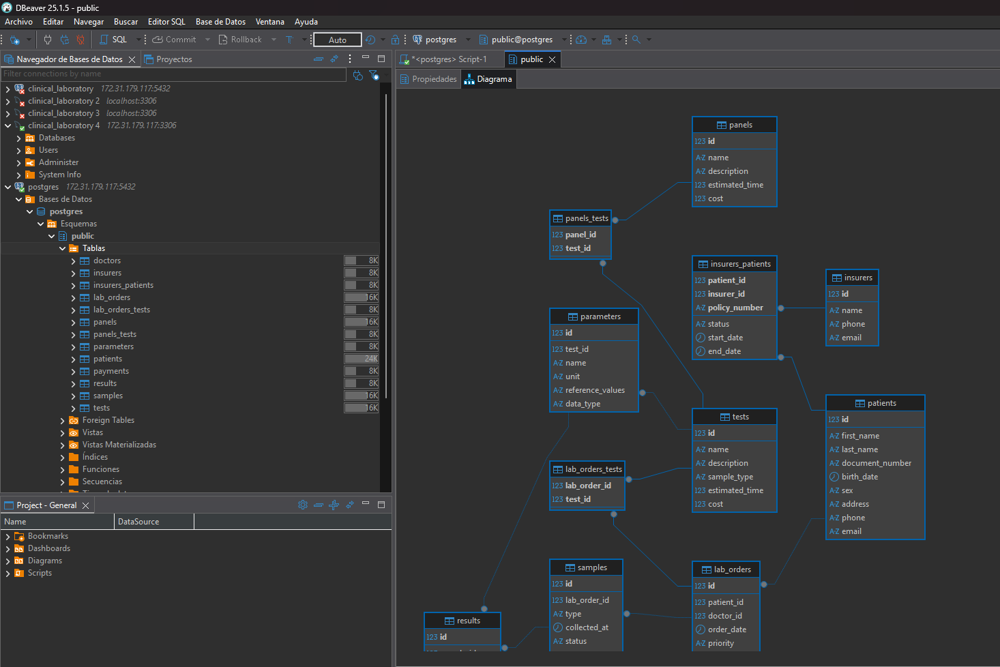 DBeaver 25.1.5 - public
Archivo Editar Navegar Buscar Editor SQL Base de Datos Ventana Ayuda
SQL Commit Rollback T Auto postgres public@postgres
Navegador de Bases de Datos Proyectos
Filter connections by name
clinical_laboratory 172.31.179.117:5432
clinical_laboratory 2 localhost:3306
clinical_laboratory 3 localhost:3306
clinical_laboratory 4 172.31.179.117:3306
Databases
Users
Administer
System Info
postgres 172.31.179.117:5432
Bases de Datos
postgres
Esquemas
public
Tablas
doctors 8K
insurers 8K
insurers_patients 8K
lab_orders 16K
lab_orders_tests 8K
panels 16K
panels_tests 8K
parameters 8K
patients 24K
payments 8K
results 8K
samples 16K
tests 16K
Foreign Tables
Vistas
Vistas Materializadas
Índices
Funciones
Secuencias
Project - General
Name DataSource
Bookmarks
Dashboards
Diagrams
Scripts
*<postgres> Script-1 public
Propiedades Diagrama
panels
123 id
A-Z name
A-Z description
123 estimated_time
123 cost
panels_tests
123 panel_id
123 test_id
insurers_patients
123 patient_id
123 insurer_id
A-Z policy_number
A-Z status
start_date
end_date
insurers
123 id
A-Z name
A-Z phone
A-Z email
parameters
123 id
123 test_id
A-Z name
A-Z unit
A-Z reference_values
A-Z data_type
tests
123 id
A-Z name
A-Z description
A-Z sample_type
123 estimated_time
123 cost
patients
123 id
A-Z first_name
A-Z last_name
A-Z document_number
birth_date
A-Z sex
A-Z address
A-Z phone
A-Z email
lab_orders_tests
123 lab_order_id
123 test_id
samples
123 id
123 lab_order_id
A-Z type
collected_at
A-Z status
lab_orders
123 id
123 patient_id
123 doctor_id
order_date
A-Z priority
results
123 id